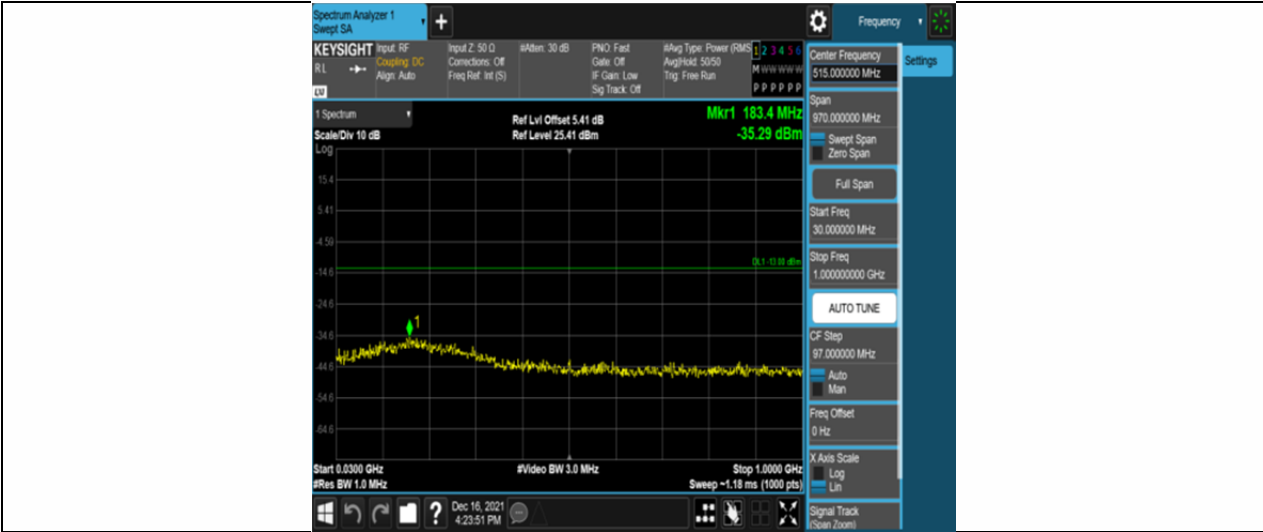 Spectrum Analyzer 1
Swept SA
+
Frequency
KEYSIGHT
RL
LV
Input: RF
Coupling: DC
Align: Auto
Input Z: 50 Ω
Corrections: Off
Freq Ref: Int (S)
#Atten: 30 dB
PNO: Fast
Gate: Off
IF Gain: Low
Sig Track: Off
#Avg Type: Power (RMS
Avg|Hold: 50/50
Trig: Free Run
1 2 3 4 5 6
M W W W W W
P P P P P P
Settings
1 Spectrum
Scale/Div 10 dB
Ref Lvl Offset 5.41 dB
Ref Level 25.41 dBm
Mkr1 183.4 MHz
-35.29 dBm
Log
15.4
5.41
-4.59
-14.6
-24.6
-34.6
-44.6
-54.6
-64.6
DL1 -13.00 dBm
1
Start 0.0300 GHz
#Res BW 1.0 MHz
#Video BW 3.0 MHz
Stop 1.0000 GHz
Sweep ~1.18 ms (1000 pts)
Center Frequency
515.000000 MHz
Span
970.000000 MHz
Swept Span
Zero Span
Full Span
Start Freq
30.000000 MHz
Stop Freq
1.000000000 GHz
AUTO TUNE
CF Step
97.000000 MHz
Auto
Man
Freq Offset
0 Hz
X Axis Scale
Log
Lin
Signal Track
(Span Zoom)
?
Dec 16, 2021
4:23:51 PM